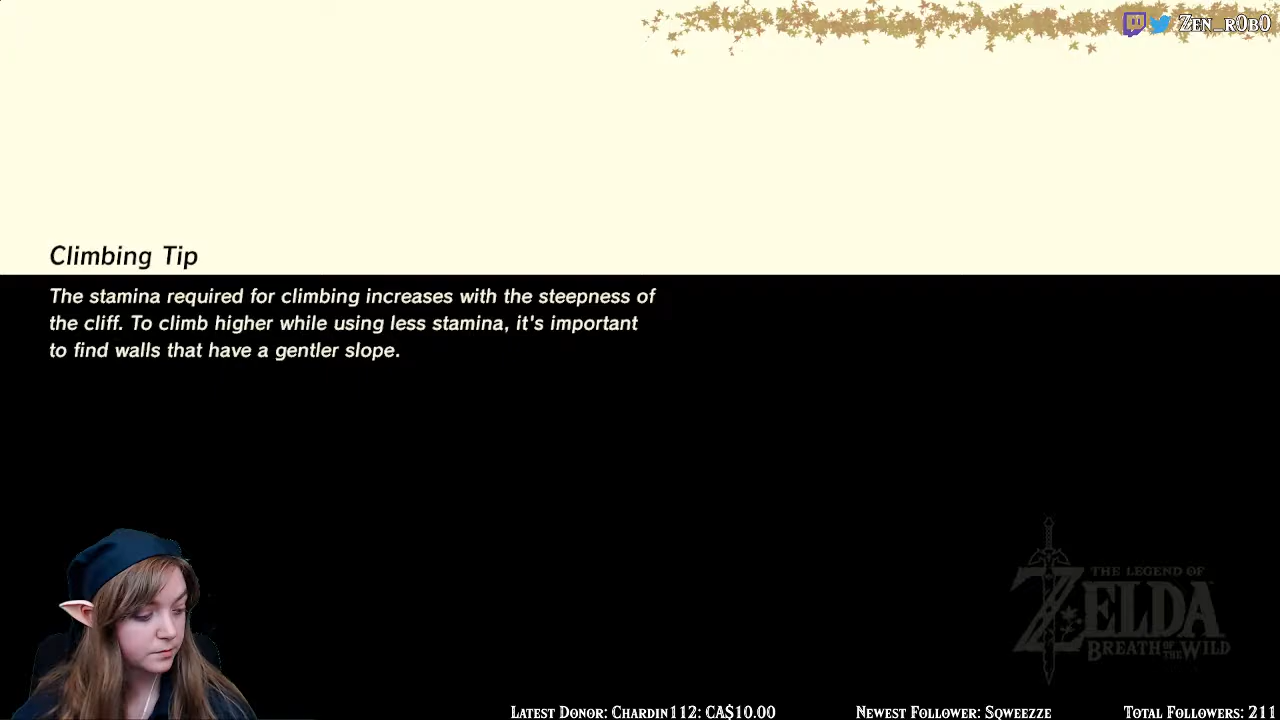 Zen_r0b0
Climbing Tip
The stamina required for climbing increases with the steepness of
the cliff. To climb higher while using less stamina, it's important
to find walls that have a gentler slope.
THE LEGEND OF
ZELDA
BREATH OF THE WILD
Latest Donor: Chardin112: CA$10.00
Newest Follower: Sqweezze
Total Followers: 211